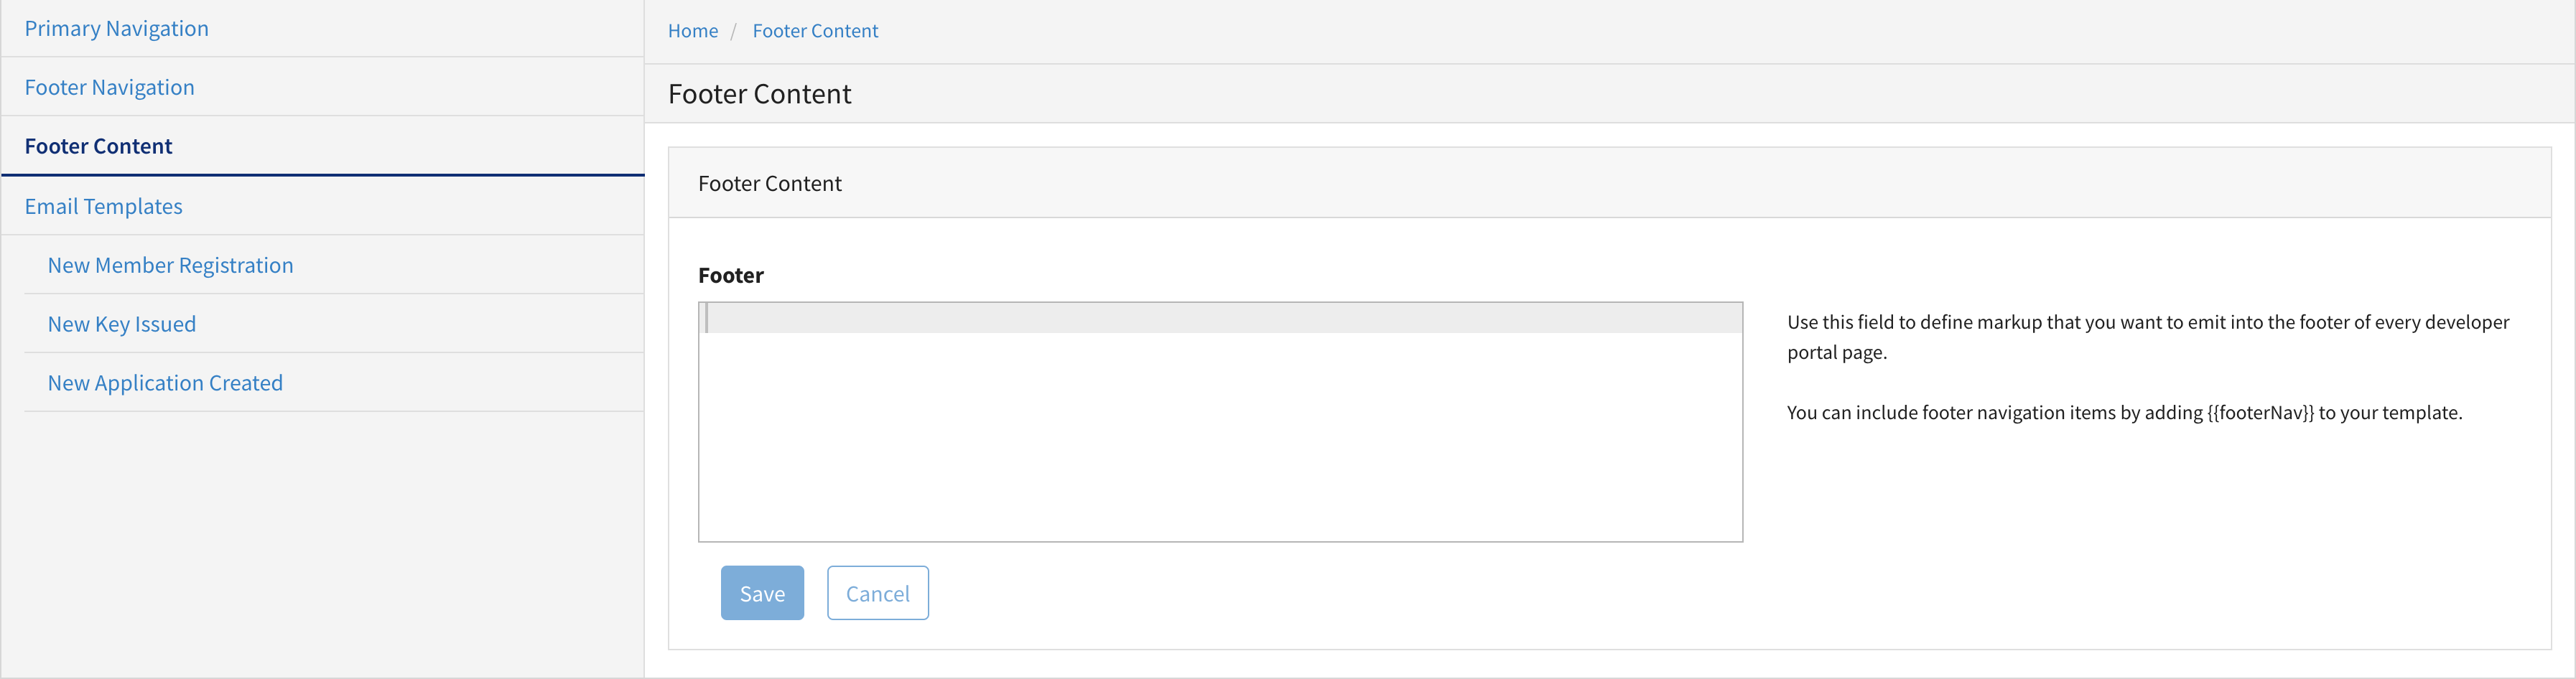 Primary Navigation
Footer Navigation
Footer Content
Email Templates
New Member Registration
New Key Issued
New Application Created
Home / Footer Content
Footer Content
Footer Content
Footer
Use this field to define markup that you want to emit into the footer of every developer
portal page.
You can include footer navigation items by adding {{footerNav}} to your template.
Save
Cancel